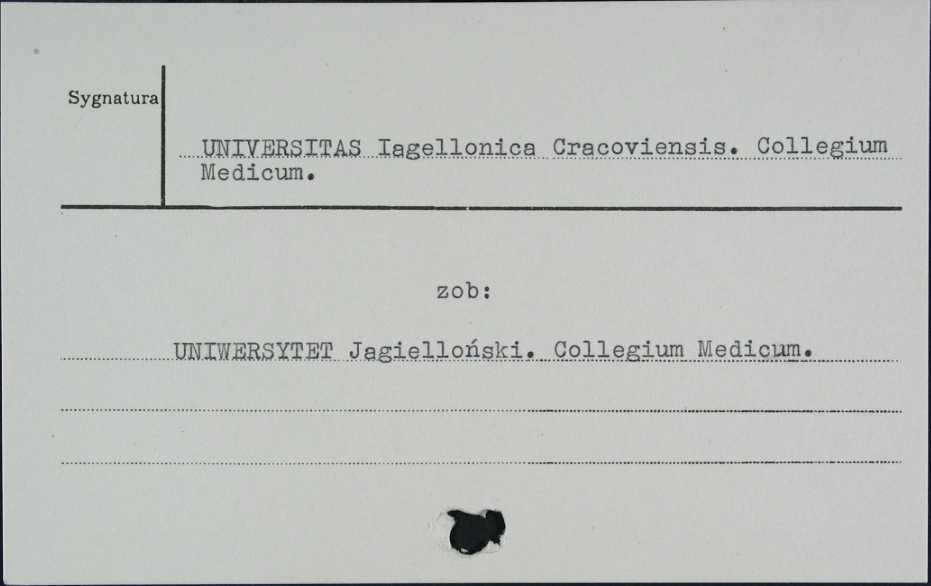 Sygnatura
UNIVERSITAS Iagellonica Cracoviensis. Collegium
Medicum.
zob:
UNIWERSYTET Jagielloński. Collegium Medicum.